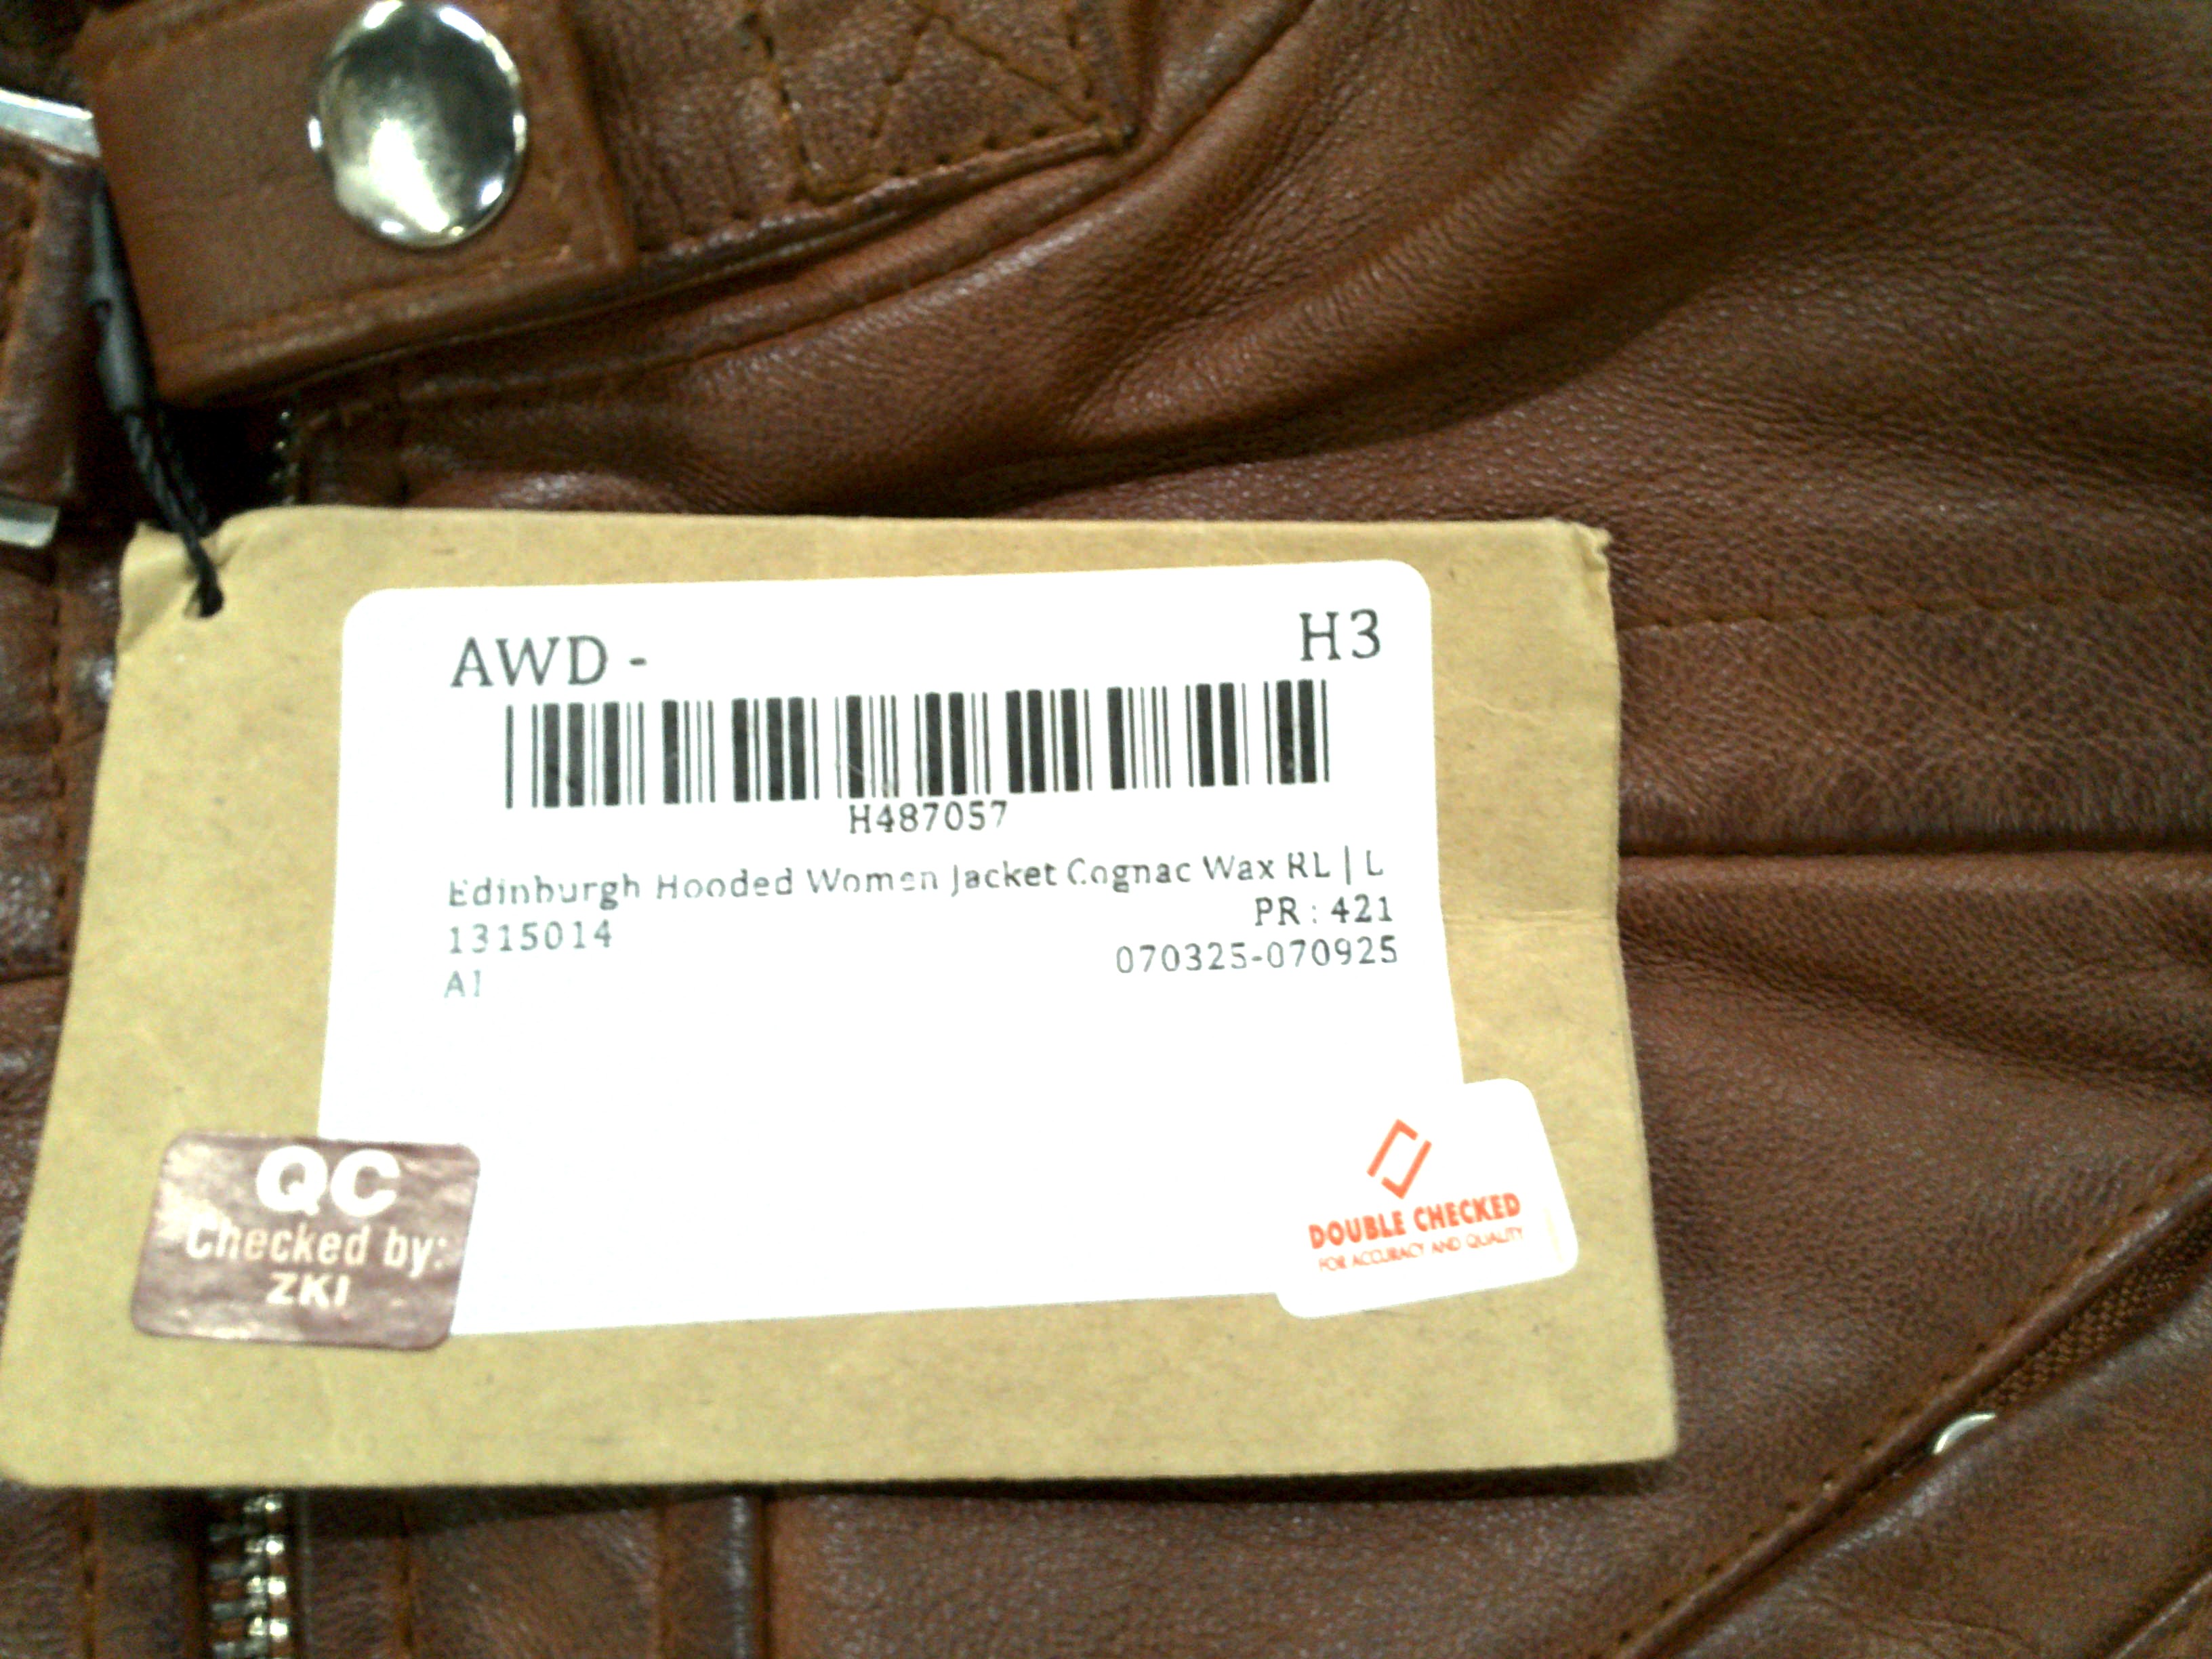 AWD - H3
H487057
Edinburgh Hooded Women Jacket Cognac Wax RL | L
PR : 421
1315014
070325-070925
A1
QC
Checked by:
ZKI
DOUBLE CHECKED
FOR ACCURACY AND QUALITY